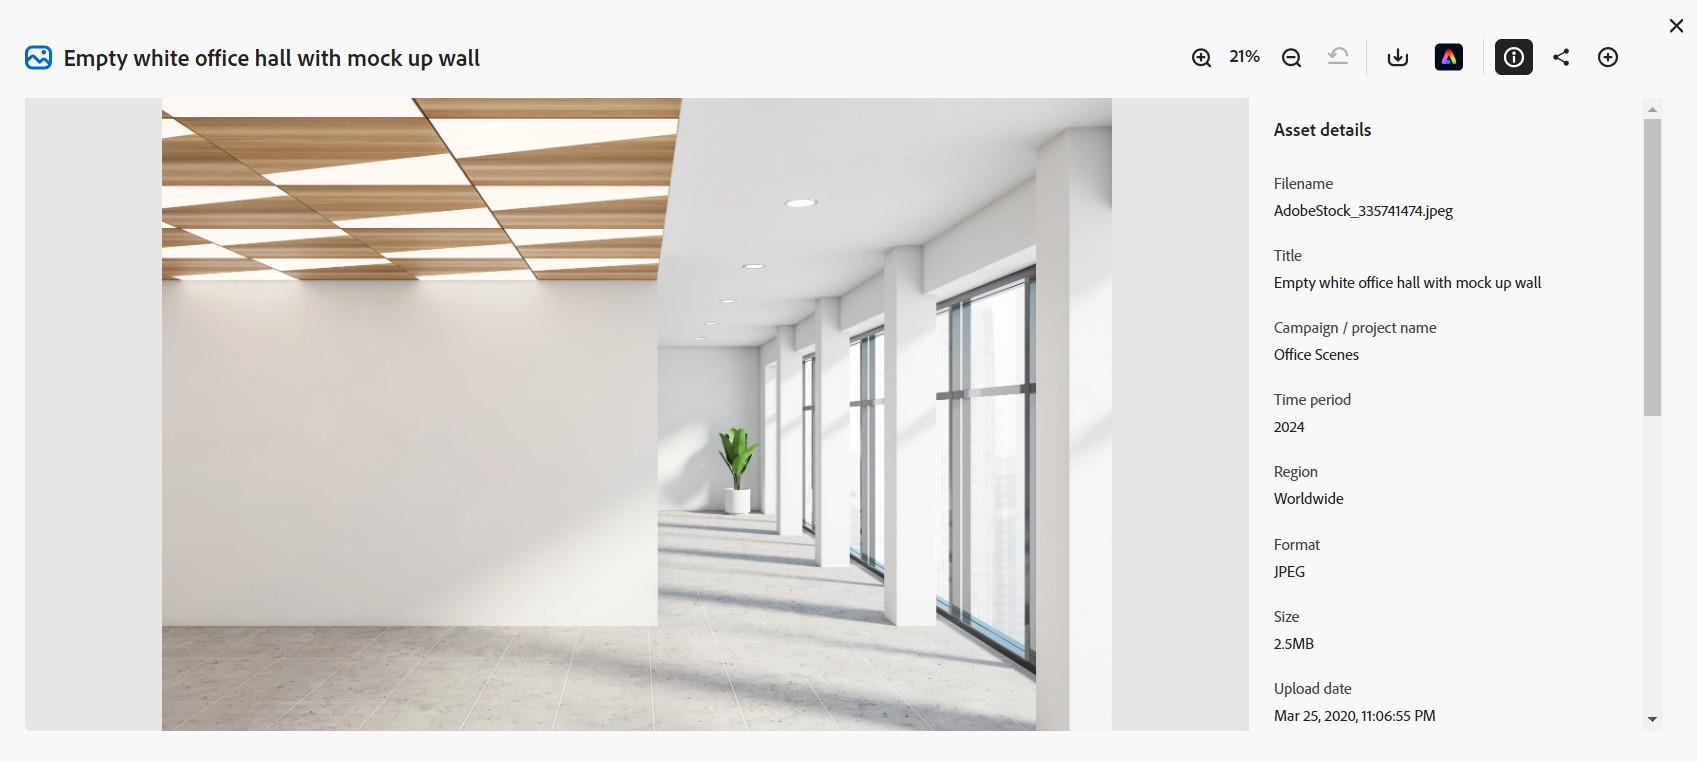 Empty white office hall with mock up wall
21%
Asset details
Filename
AdobeStock_335741474.jpeg
Title
Empty white office hall with mock up wall
Campaign / project name
Office Scenes
Time period
2024
Region
Worldwide
Format
JPEG
Size
2.5MB
Upload date
Mar 25, 2020, 11:06:55 PM